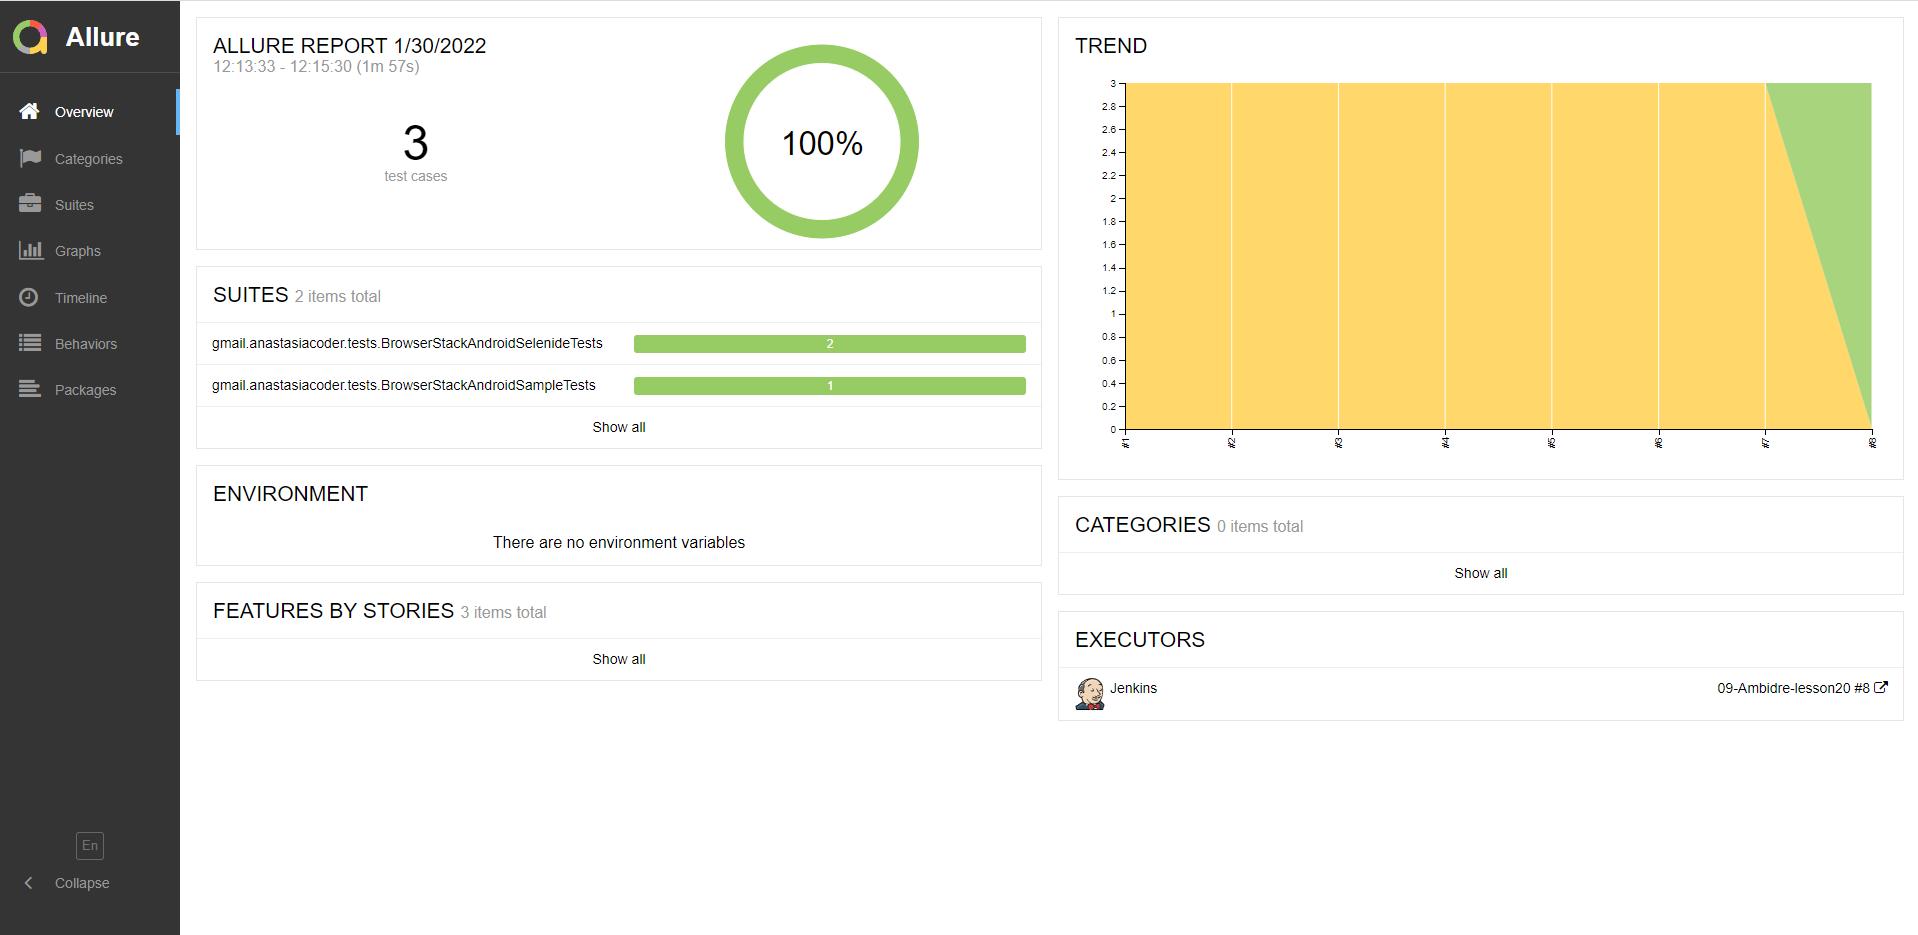 Allure
Overview
Categories
Suites
Graphs
Timeline
Behaviors
Packages
En
Collapse
ALLURE REPORT 1/30/2022
12:13:33 - 12:15:30 (1m 57s)
3
test cases
100%
SUITES 2 items total
gmail.anastasiacoder.tests.BrowserStackAndroidSelenideTests 2
gmail.anastasiacoder.tests.BrowserStackAndroidSampleTests 1
Show all
ENVIRONMENT
There are no environment variables
FEATURES BY STORIES 3 items total
Show all
TREND
3
2.8
2.6
2.4
2.2
2
1.8
1.6
1.4
1.2
1
0.8
0.6
0.4
0.2
0
#1 #2 #3 #4 #5 #6 #7 #8
CATEGORIES 0 items total
Show all
EXECUTORS
Jenkins 09-Ambidre-lesson20 #8